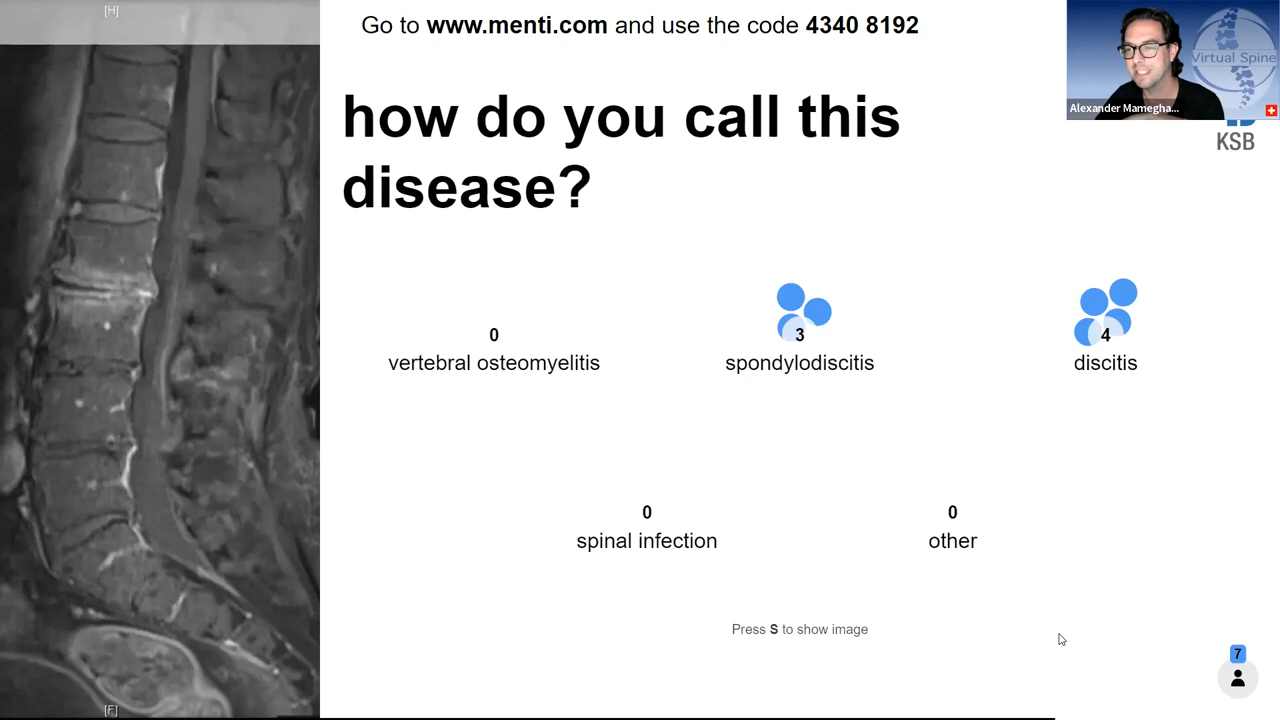 [H]
Go to www.menti.com and use the code 4340 8192
Virtual Spine
Alexander Mamegha...
KSB
how do you call this
disease?
0
vertebral osteomyelitis
3
spondylodiscitis
4
discitis
0
spinal infection
0
other
Press S to show image
7
[F]